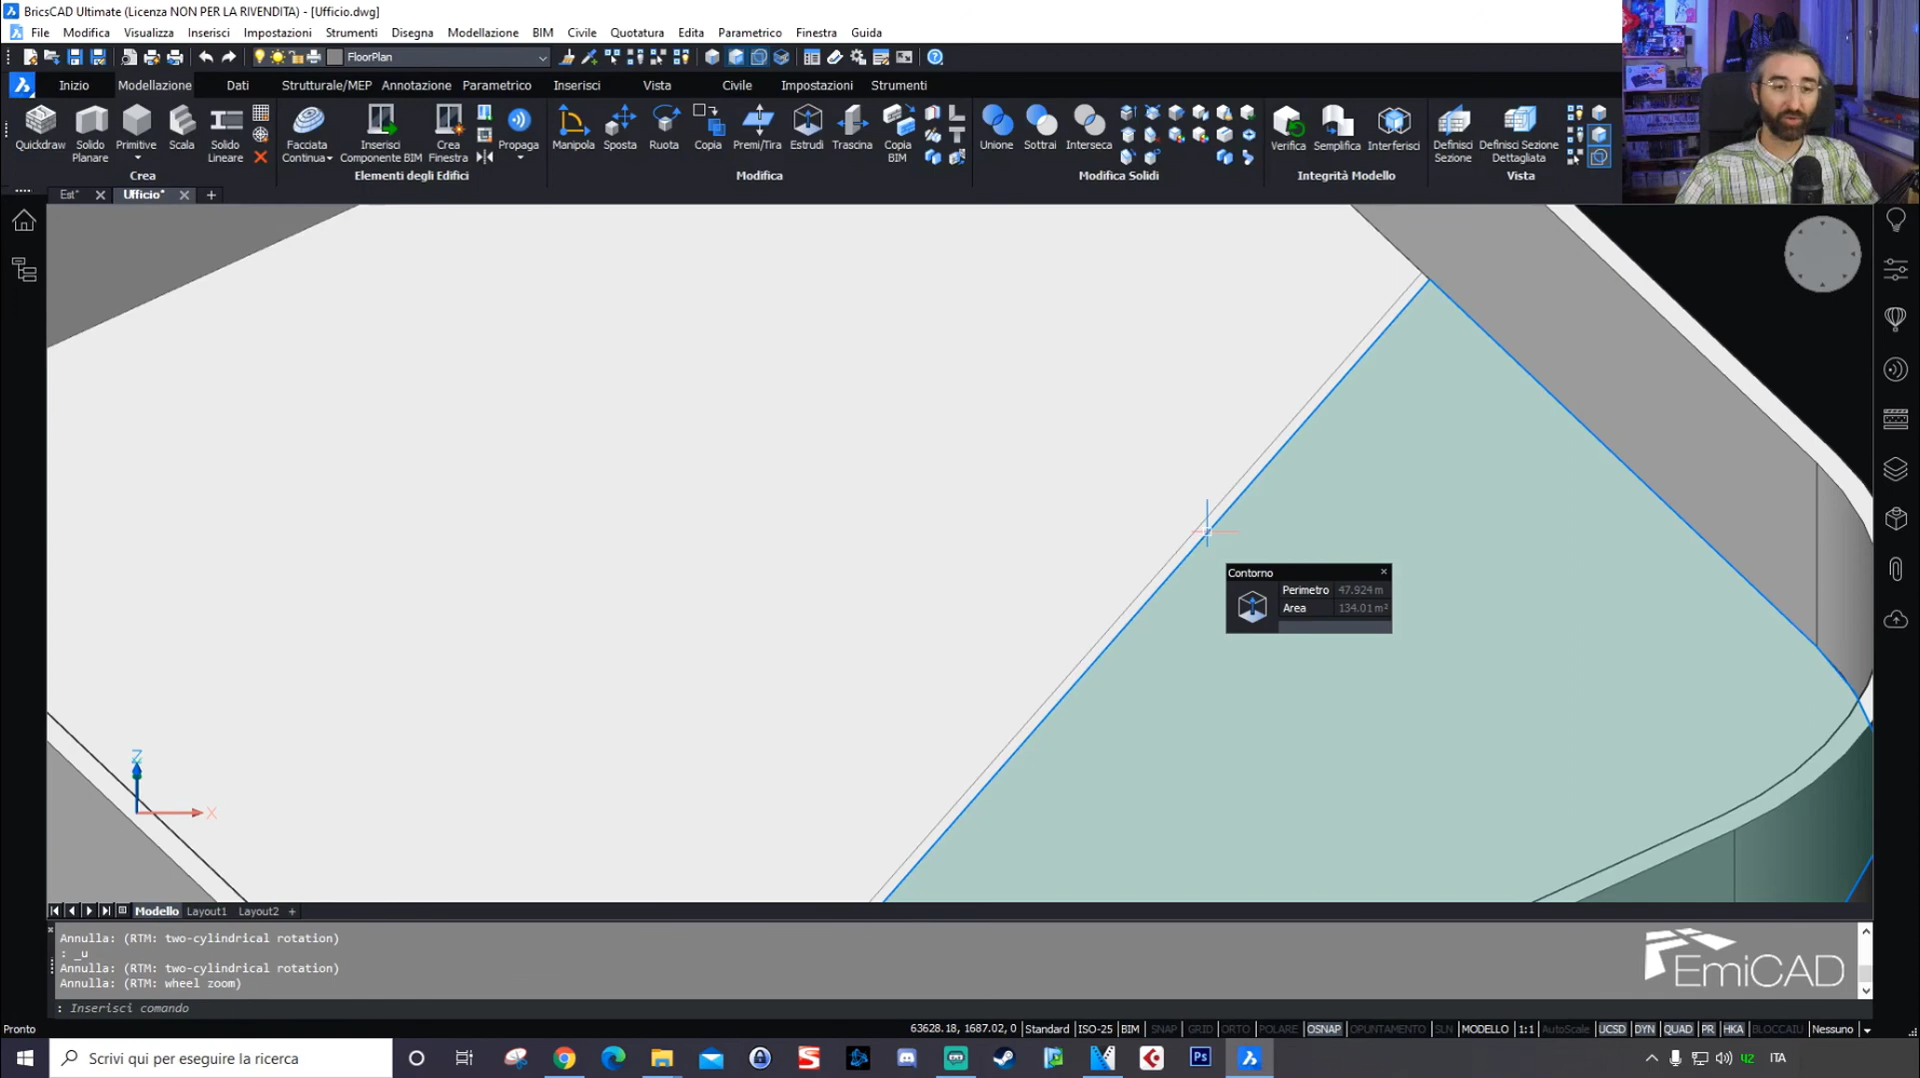 BricsCAD Ultimate (Licenza NON PER LA RIVENDITA) - [Ufficio.dwg]
File Modifica Visualizza Inserisci Impostazioni Strumenti Disegna Modellazione BIM Civile Quotatura Edita Parametrico Finestra Guida
FloorPlan
Inizio Modellazione Dati Strutturale/MEP Annotazione Parametrico Inserisci Vista Civile Impostazioni Strumenti
Quickdraw Solido Planare Primitive Scala Solido Lineare Facciata Continua Inserisci Componente BIM Crea Finestra Propaga Manipola Sposta Ruota Copia Premi/Tira Estrudi Trascina Copia BIM Unione Sottrai Interseca Verifica Semplifica Interferisci Definisci Sezione Definisci Sezione Dettagliata
Crea Elementi degli Edifici Modifica Modifica Solidi Integrità Modello Vista
Est* Ufficio*
Contorno
Perimetro 47.924 m
Area 134.01 m²
Z
X
Modello Layout1 Layout2 +
Annulla: (RTM: two-cylindrical rotation)
: _u
Annulla: (RTM: two-cylindrical rotation)
Annulla: (RTM: wheel zoom)
: Inserisci comando
EmiCAD
Pronto 63628.18, 1687.02, 0 Standard ISO-25 BIM SNAP GRID ORTO POLARE OSNAP OPUNTAMENTO SLN MODELLO 1:1 AutoScale UCSD DYN QUAD PR HKA BLOCCAIU Nessuno
Scrivi qui per eseguire la ricerca Ps 42 ITA